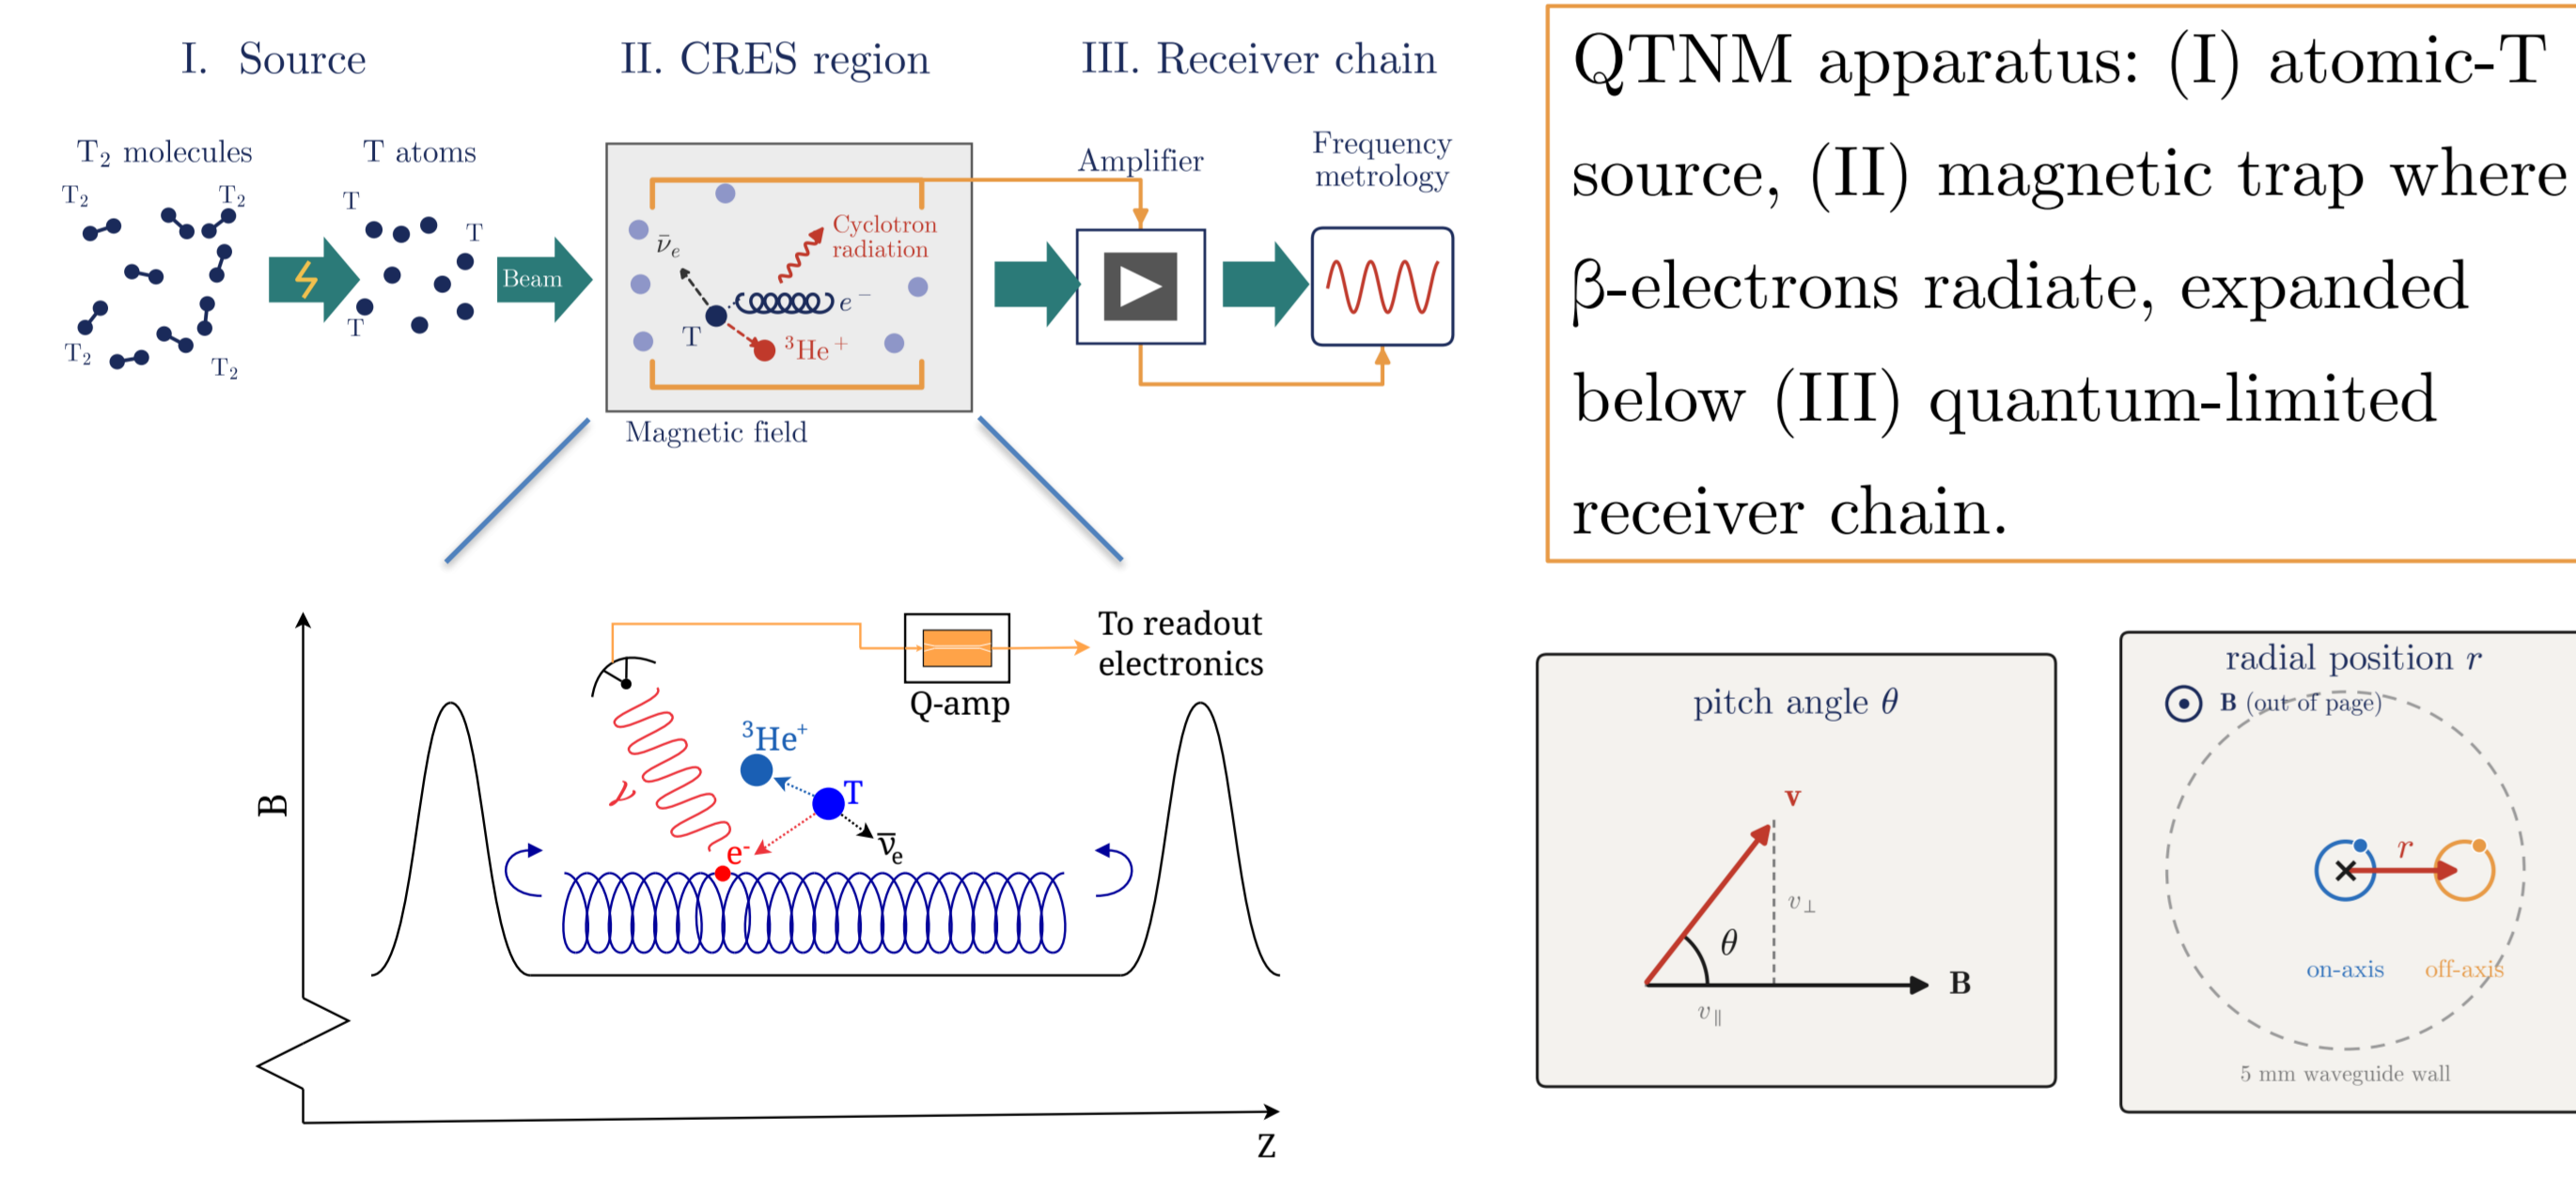 I. Source
II. CRES region
III. Receiver chain
T₂ molecules
T atoms
T₂
T₂
T₂
T₂
T
T
T
Beam
ν̄ₑ
Cyclotron
radiation
e⁻
T
³He⁺
Magnetic field
Amplifier
Frequency
metrology
QTNM apparatus: (I) atomic-T
source, (II) magnetic trap where
β-electrons radiate, expanded
below (III) quantum-limited
receiver chain.
B
Z
ν
³He⁺
T
e⁻
ν̄ₑ
Q-amp
To readout
electronics
pitch angle θ
v
v⊥
θ
B
v∥
radial position r
B (out of page)
r
on-axis
off-axis
5 mm waveguide wall